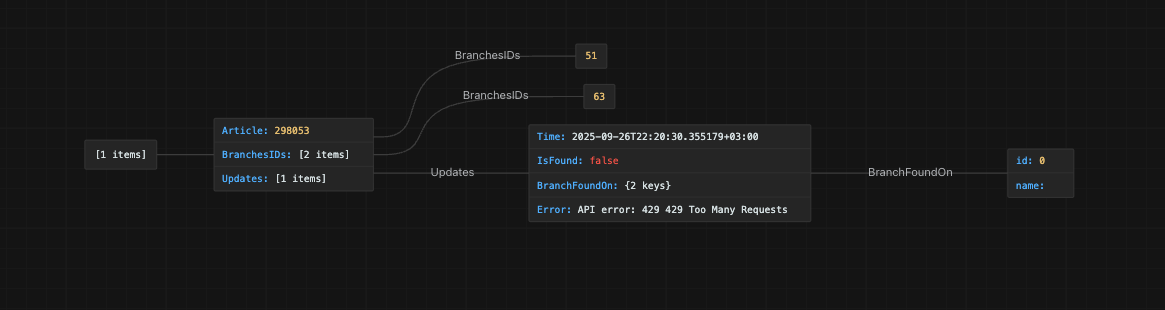 BranchesIDs
51
BranchesIDs
63
[1 items]
Article: 298053
BranchesIDs: [2 items]
Updates: [1 items]
Updates
Time: 2025-09-26T22:20:30.355179+03:00
IsFound: false
BranchFoundOn: {2 keys}
Error: API error: 429 429 Too Many Requests
BranchFoundOn
id: 0
name: